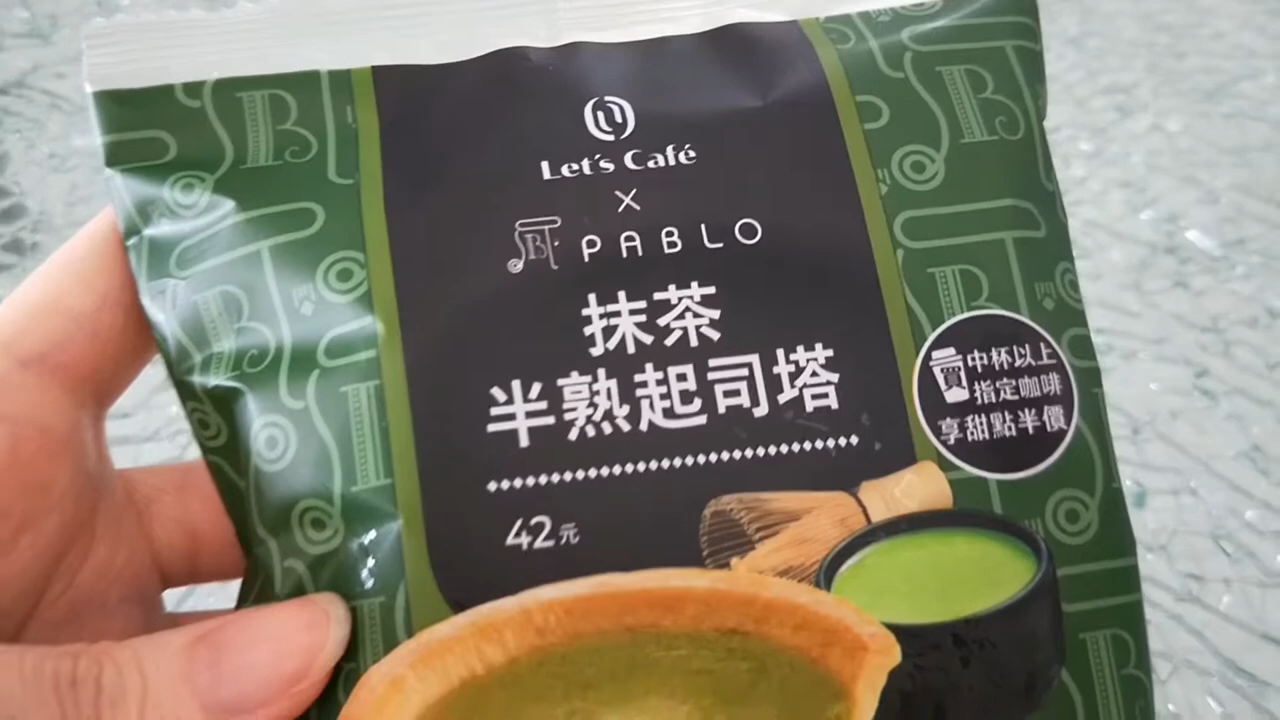 Let's Café
×
PABLO
抹茶
半熟起司塔
42元
買 中杯以上
指定咖啡
享甜點半價